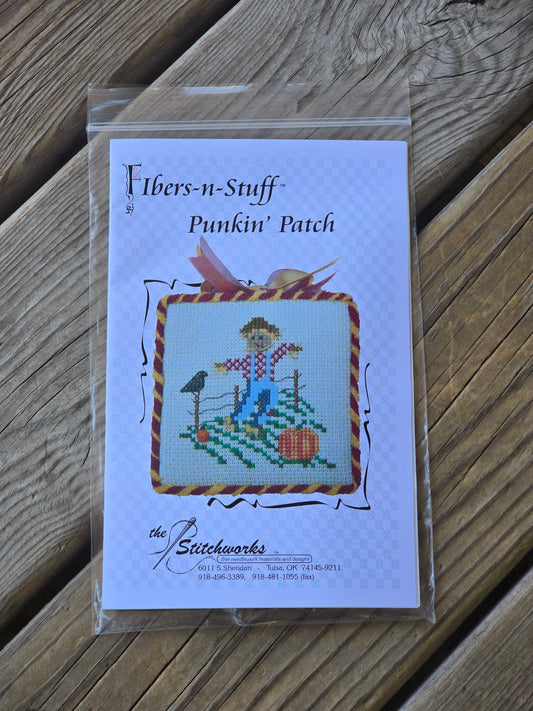 Fibers-n-Stuff™
Punkin' Patch
the
Stitchworks™
fine needlework materials and designs
6011 S Sheridan - Tulsa, OK 74145-9211
918-496-3389, 918-481-1055 (fax)